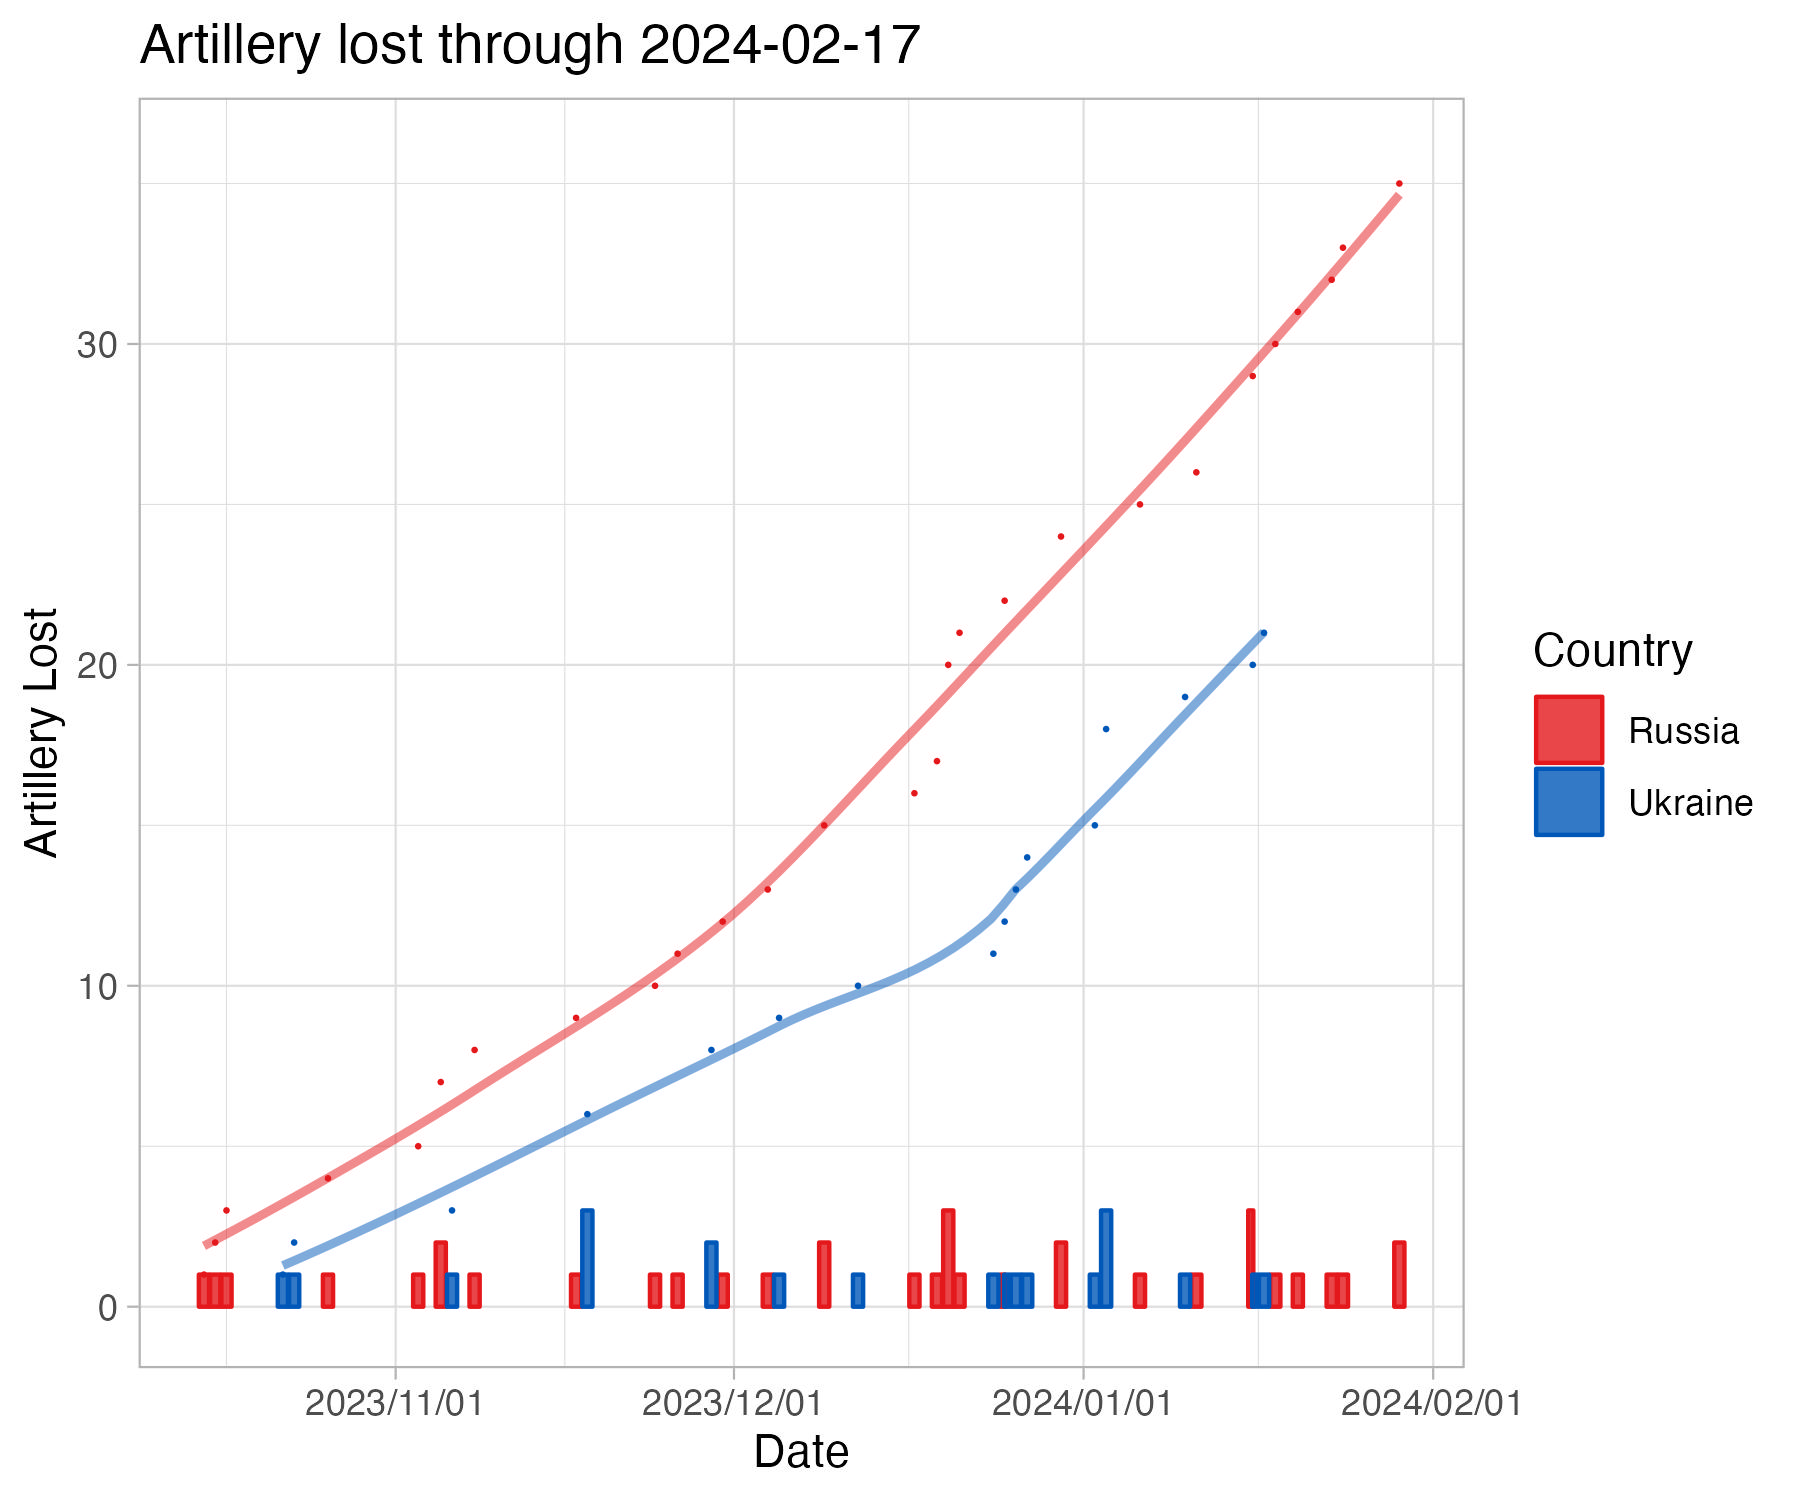 Artillery lost through 2024-02-17
Artillery Lost
30
20
10
0
2023/11/01
2023/12/01
2024/01/01
2024/02/01
Date
Country
Russia
Ukraine